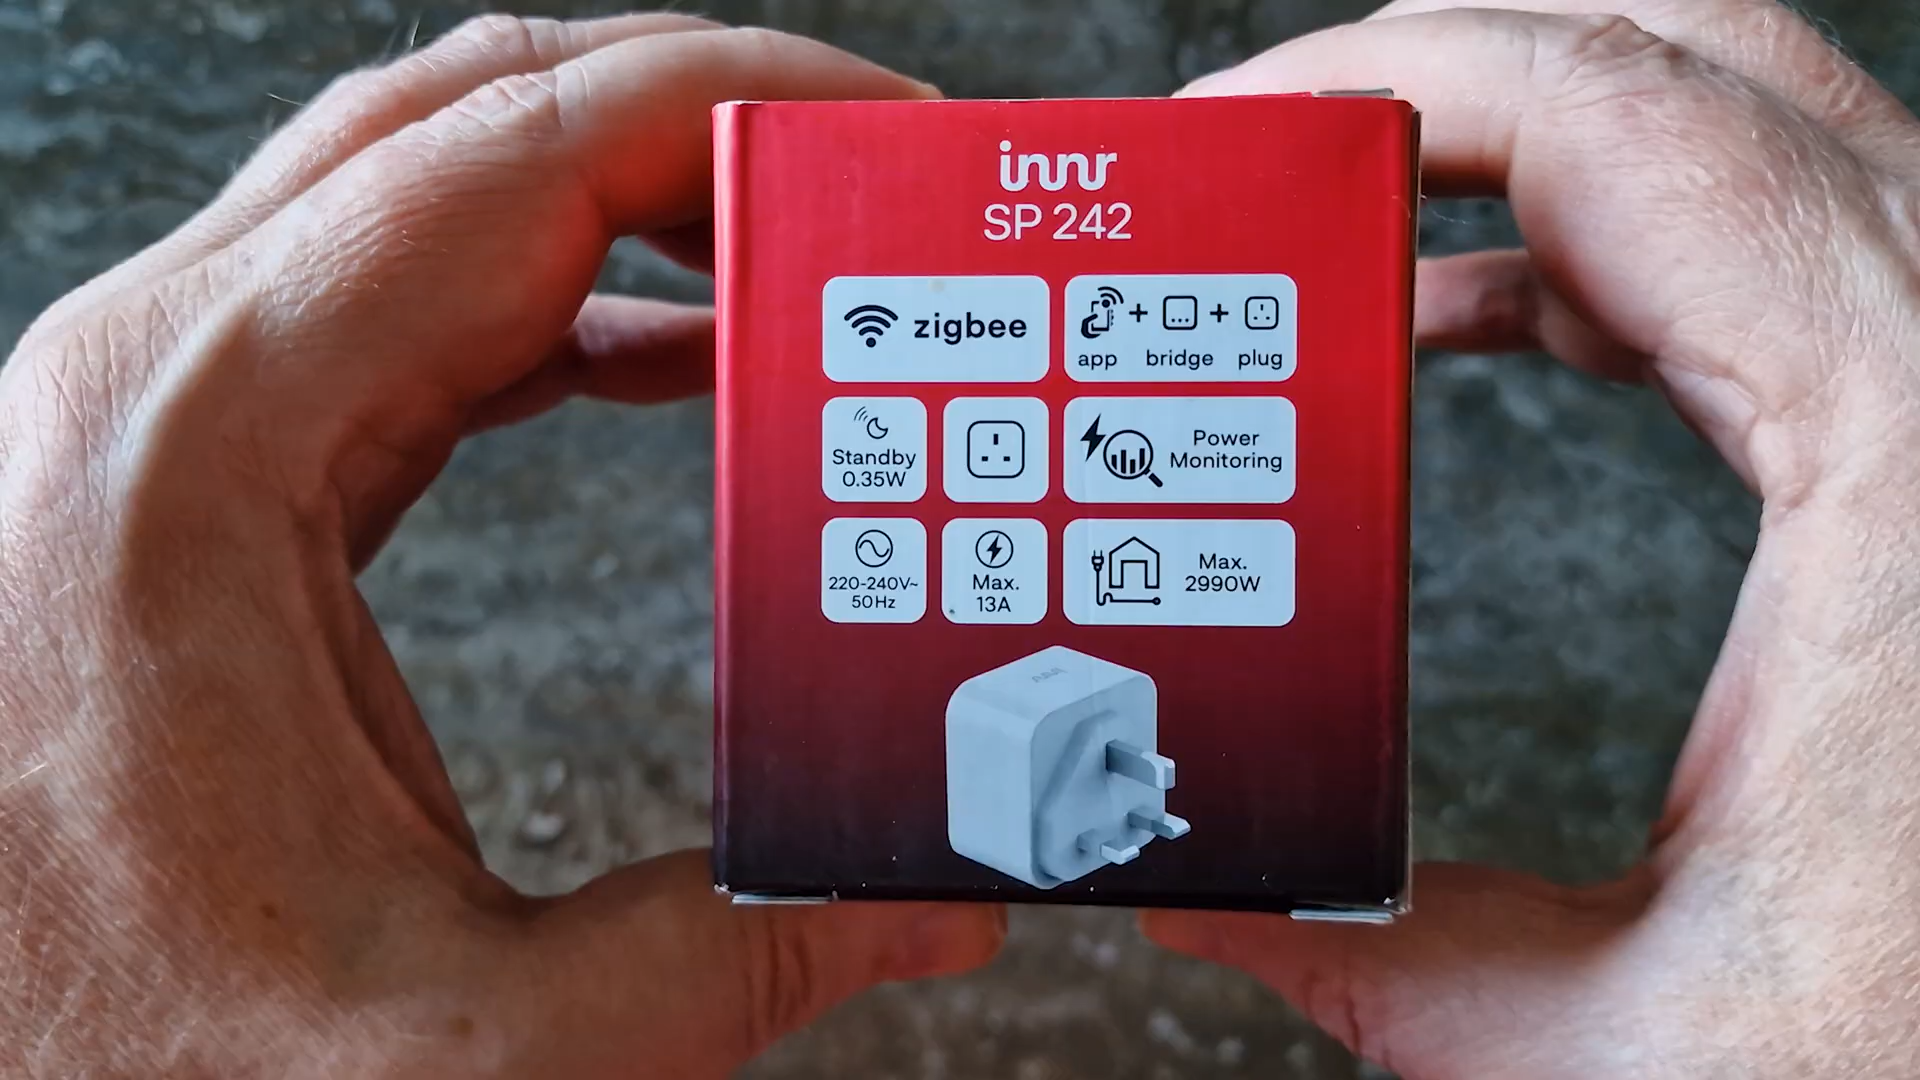 innr
SP 242
zigbee
+ +
app bridge plug
Standby
0.35W
Power
Monitoring
220-240V~
50Hz
Max.
13A
Max.
2990W
innr